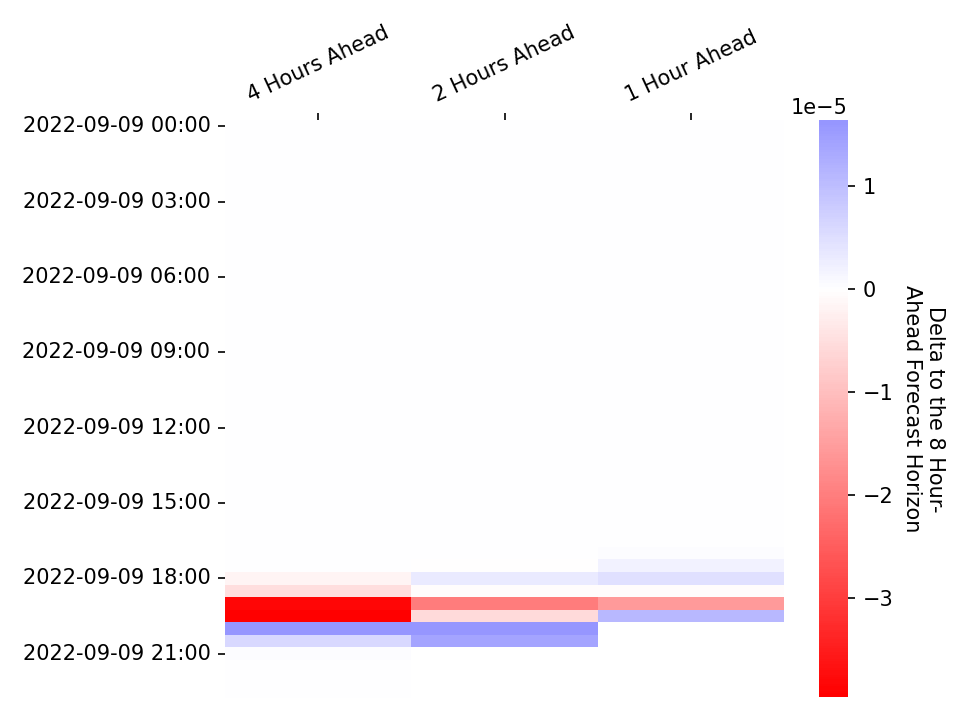 4 Hours Ahead
2 Hours Ahead
1 Hour Ahead
1e−5
2022-09-09 00:00
2022-09-09 03:00
2022-09-09 06:00
2022-09-09 09:00
2022-09-09 12:00
2022-09-09 15:00
2022-09-09 18:00
2022-09-09 21:00
1
0
−1
−2
−3
Delta to the 8 Hour-
Ahead Forecast Horizon